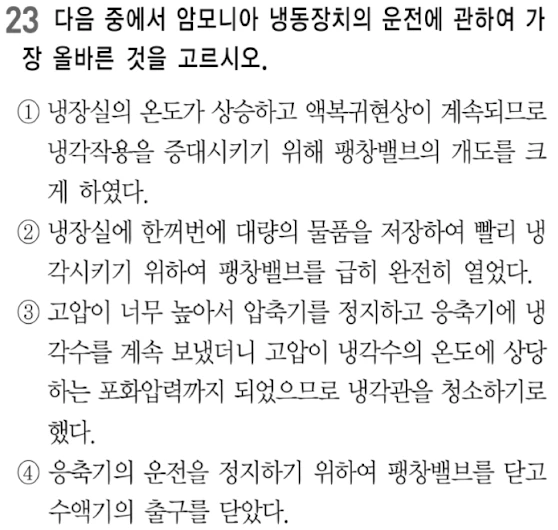 23 다음 중에서 암모니아 냉동장치의 운전에 관하여 가
장 올바른 것을 고르시오.
① 냉장실의 온도가 상승하고 액복귀현상이 계속되므로
냉각작용을 증대시키기 위해 팽창밸브의 개도를 크
게 하였다.
② 냉장실에 한꺼번에 대량의 물품을 저장하여 빨리 냉
각시키기 위하여 팽창밸브를 급히 완전히 열었다.
③ 고압이 너무 높아서 압축기를 정지하고 응축기에 냉
각수를 계속 보냈더니 고압이 냉각수의 온도에 상당
하는 포화압력까지 되었으므로 냉각관을 청소하기로
했다.
④ 응축기의 운전을 정지하기 위하여 팽창밸브를 닫고
수액기의 출구를 닫았다.